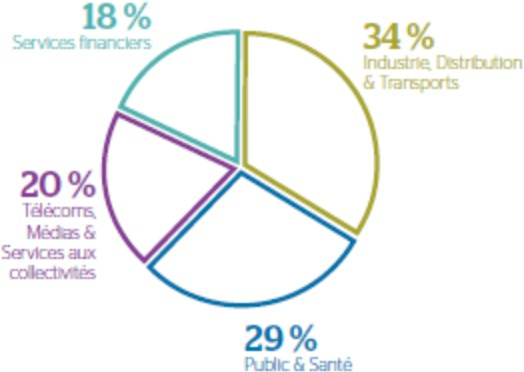 18 %
Services financiers
34 %
Industrie, Distribution
& Transports
20 %
Télécoms,
Médias &
Services aux
collectivités
29 %
Public & Santé